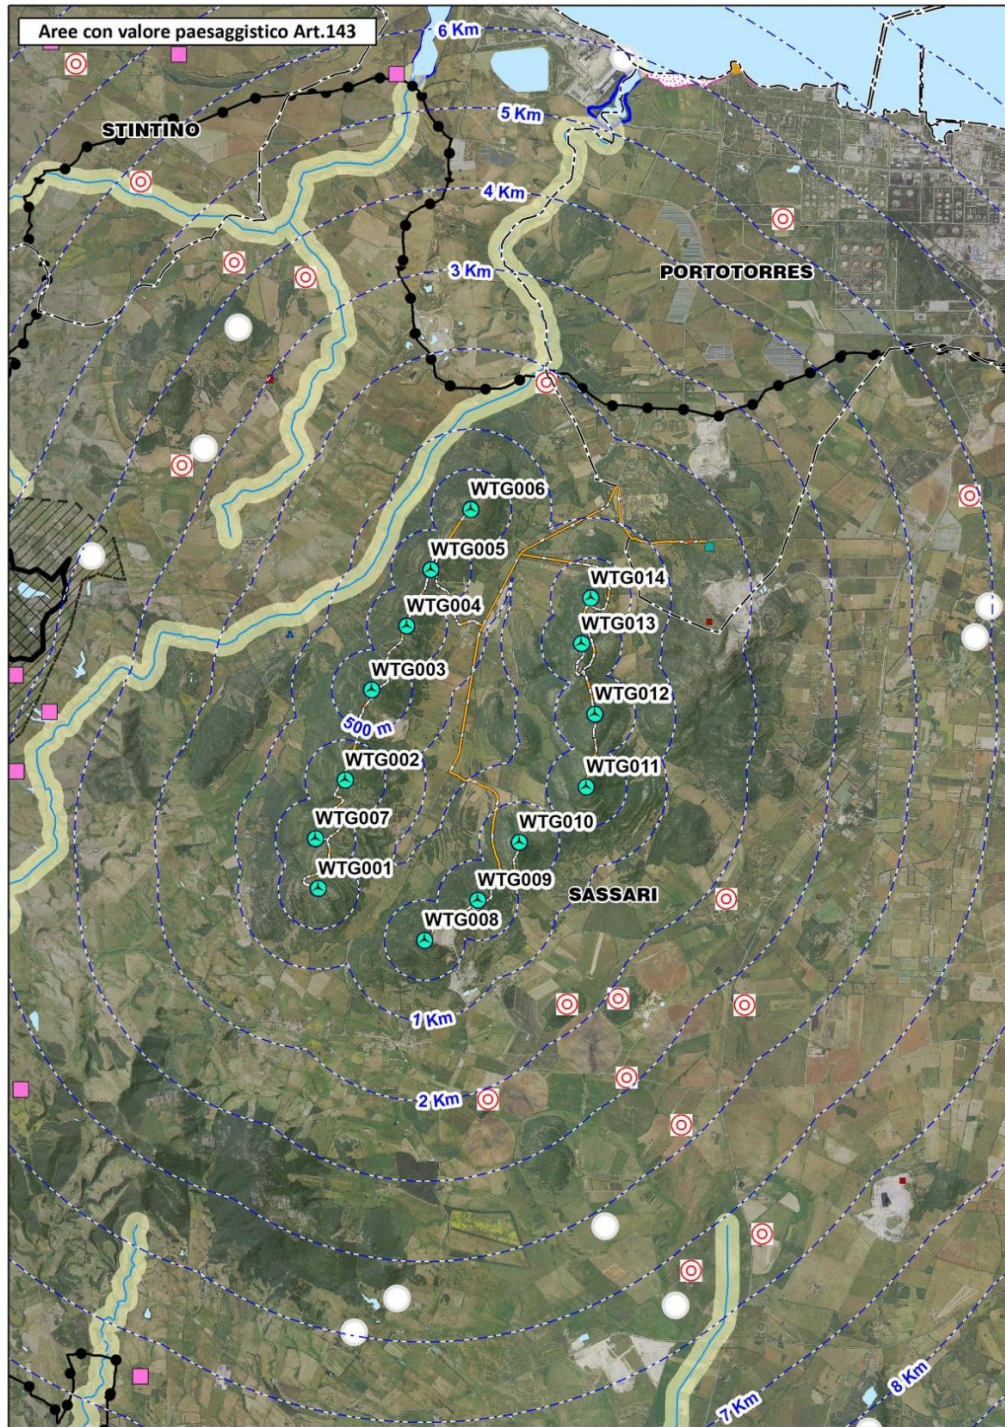 Aree con valore paesaggistico Art.143
6 Km
5 Km
STINTINO
4 Km
3 Km
PORTOTORRES
WTG006
WTG005
WTG014
WTG004
WTG013
WTG003
WTG012
500 m
WTG002
WTG011
WTG007
WTG010
WTG001
WTG009
SASSARI
WTG008
1 Km
2 Km
8 Km
7 Km